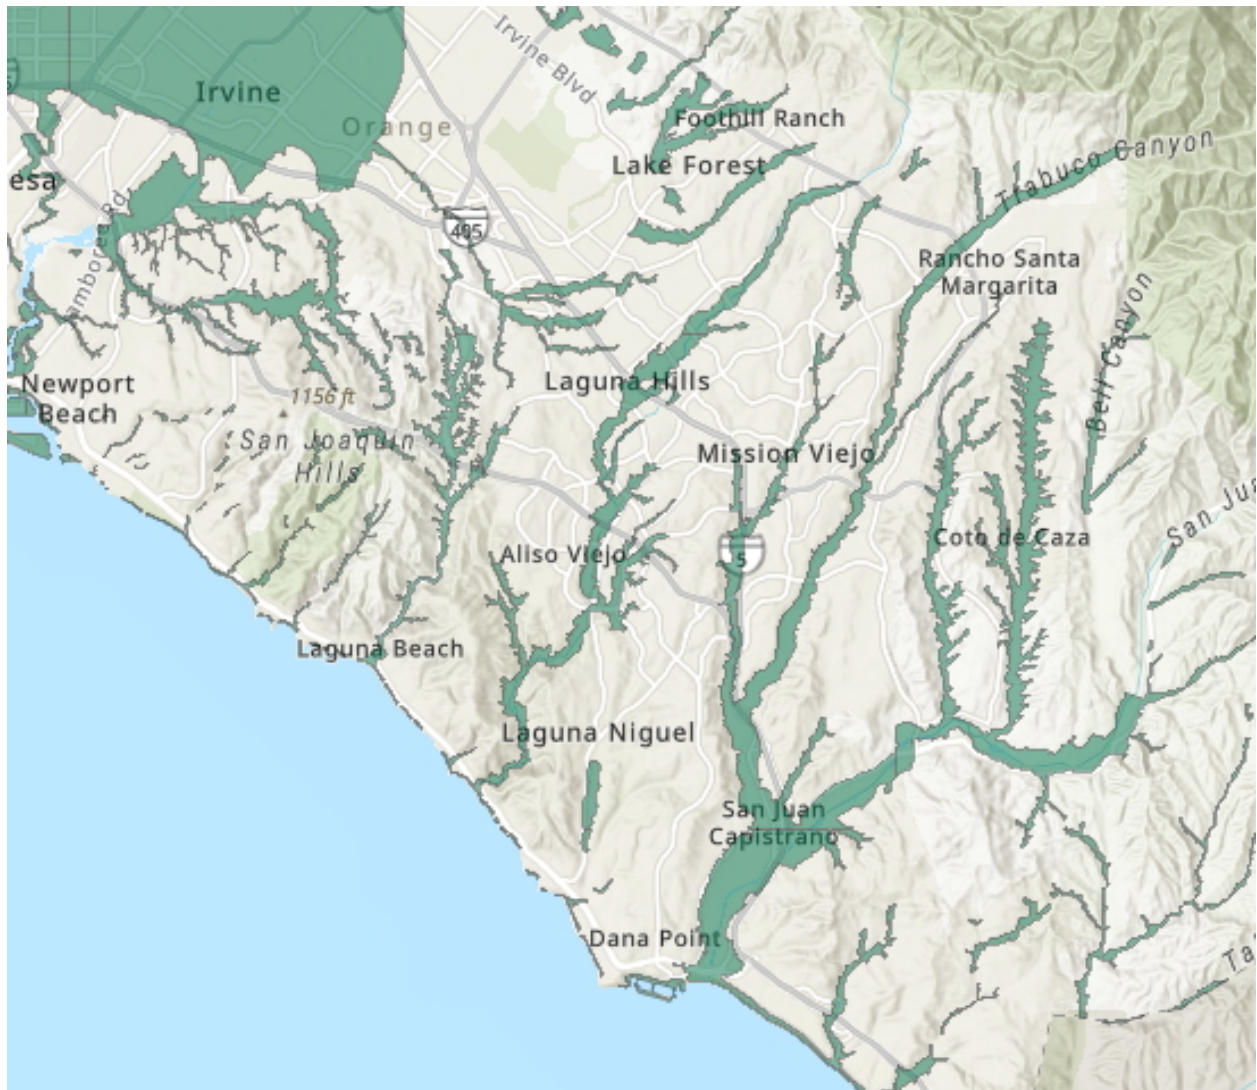 Irvine Blvd
Irvine
Orange
Foothill Ranch
Lake Forest
Trabuco Canyon
esa
405
Rancho Santa
Margarita
Bell Canyon
Newport
Beach
1156 ft
Laguna Hills
San Joaquin
Hills
Mission Viejo
San Jua
Aliso Viejo
5
Coto de Caza
Laguna Beach
Laguna Niguel
San Juan
Capistrano
Dana Point
Ta